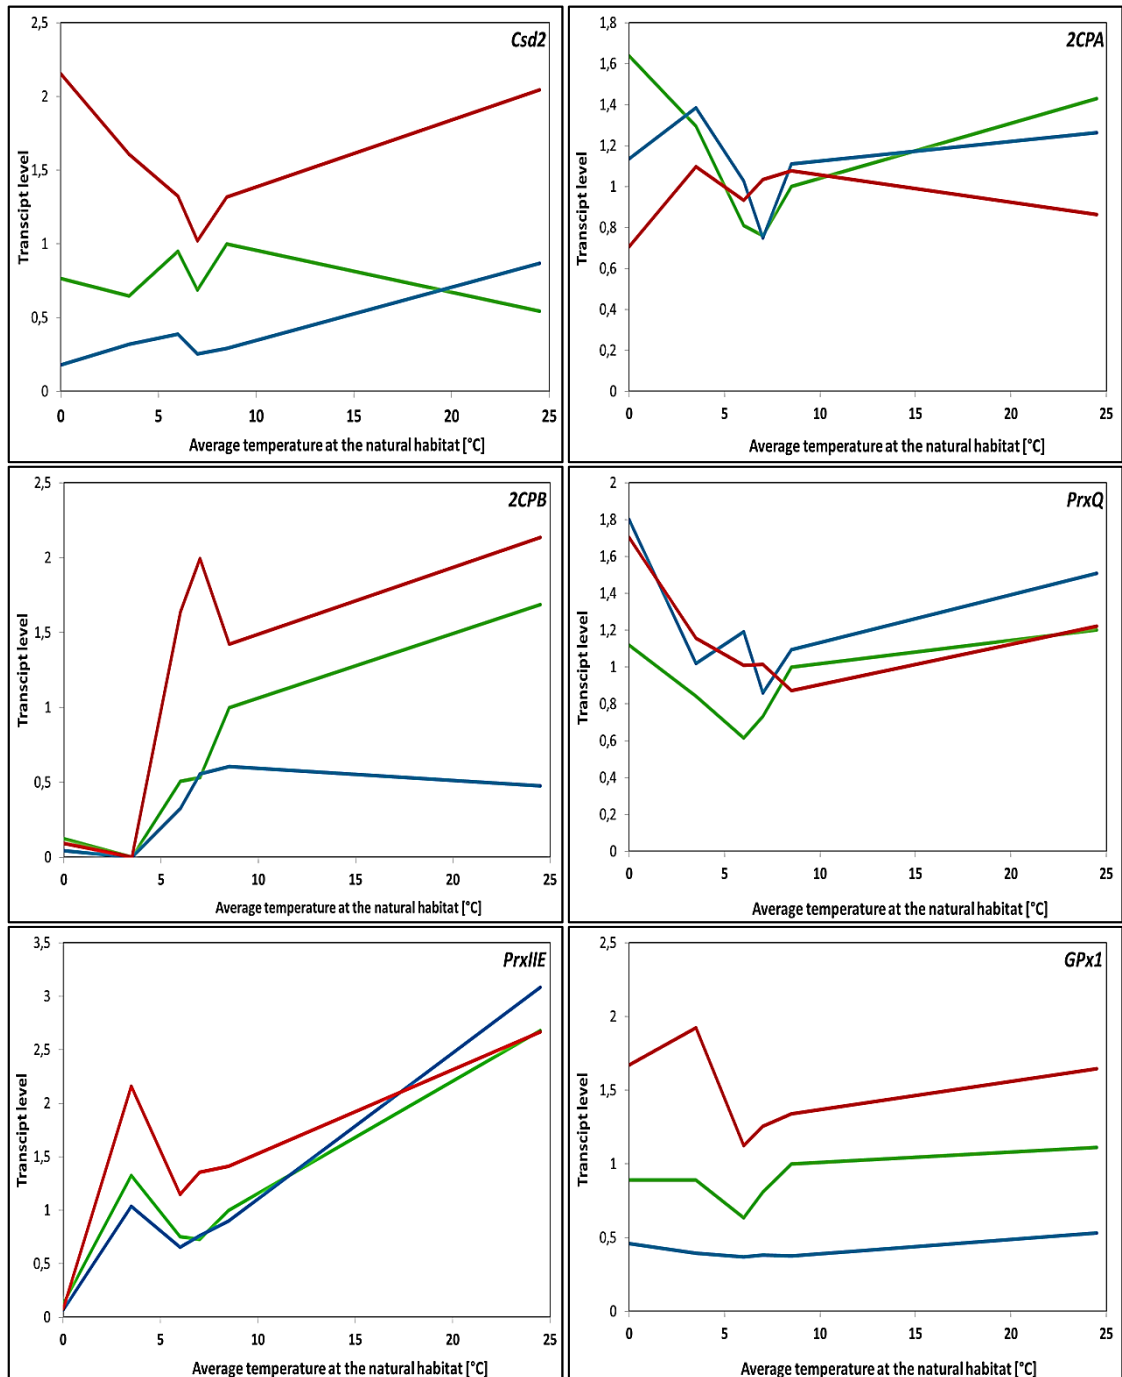 Csd2
2,5
2
1,5
1
0,5
0
Transcipt level
0 5 10 15 20 25
Average temperature at the natural habitat [°C]
2CPA
1,8
1,6
1,4
1,2
1
0,8
0,6
0,4
0,2
0
Transcipt level
0 5 10 15 20 25
Average temperature at the natural habitat [°C]
2CPB
2,5
2
1,5
1
0,5
0
Transcipt level
0 5 10 15 20 25
Average temperature at the natural habitat [°C]
PrxQ
2
1,8
1,6
1,4
1,2
1
0,8
0,6
0,4
0,2
0
Transcipt level
0 5 10 15 20 25
Average temperature at the natural habitat [°C]
PrxIIE
3,5
3
2,5
2
1,5
1
0,5
0
Transcipt level
0 5 10 15 20 25
Average temperature at the natural habitat [°C]
GPx1
2,5
2
1,5
1
0,5
0
Transcipt level
0 5 10 15 20 25
Average temperature at the natural habitat [°C]